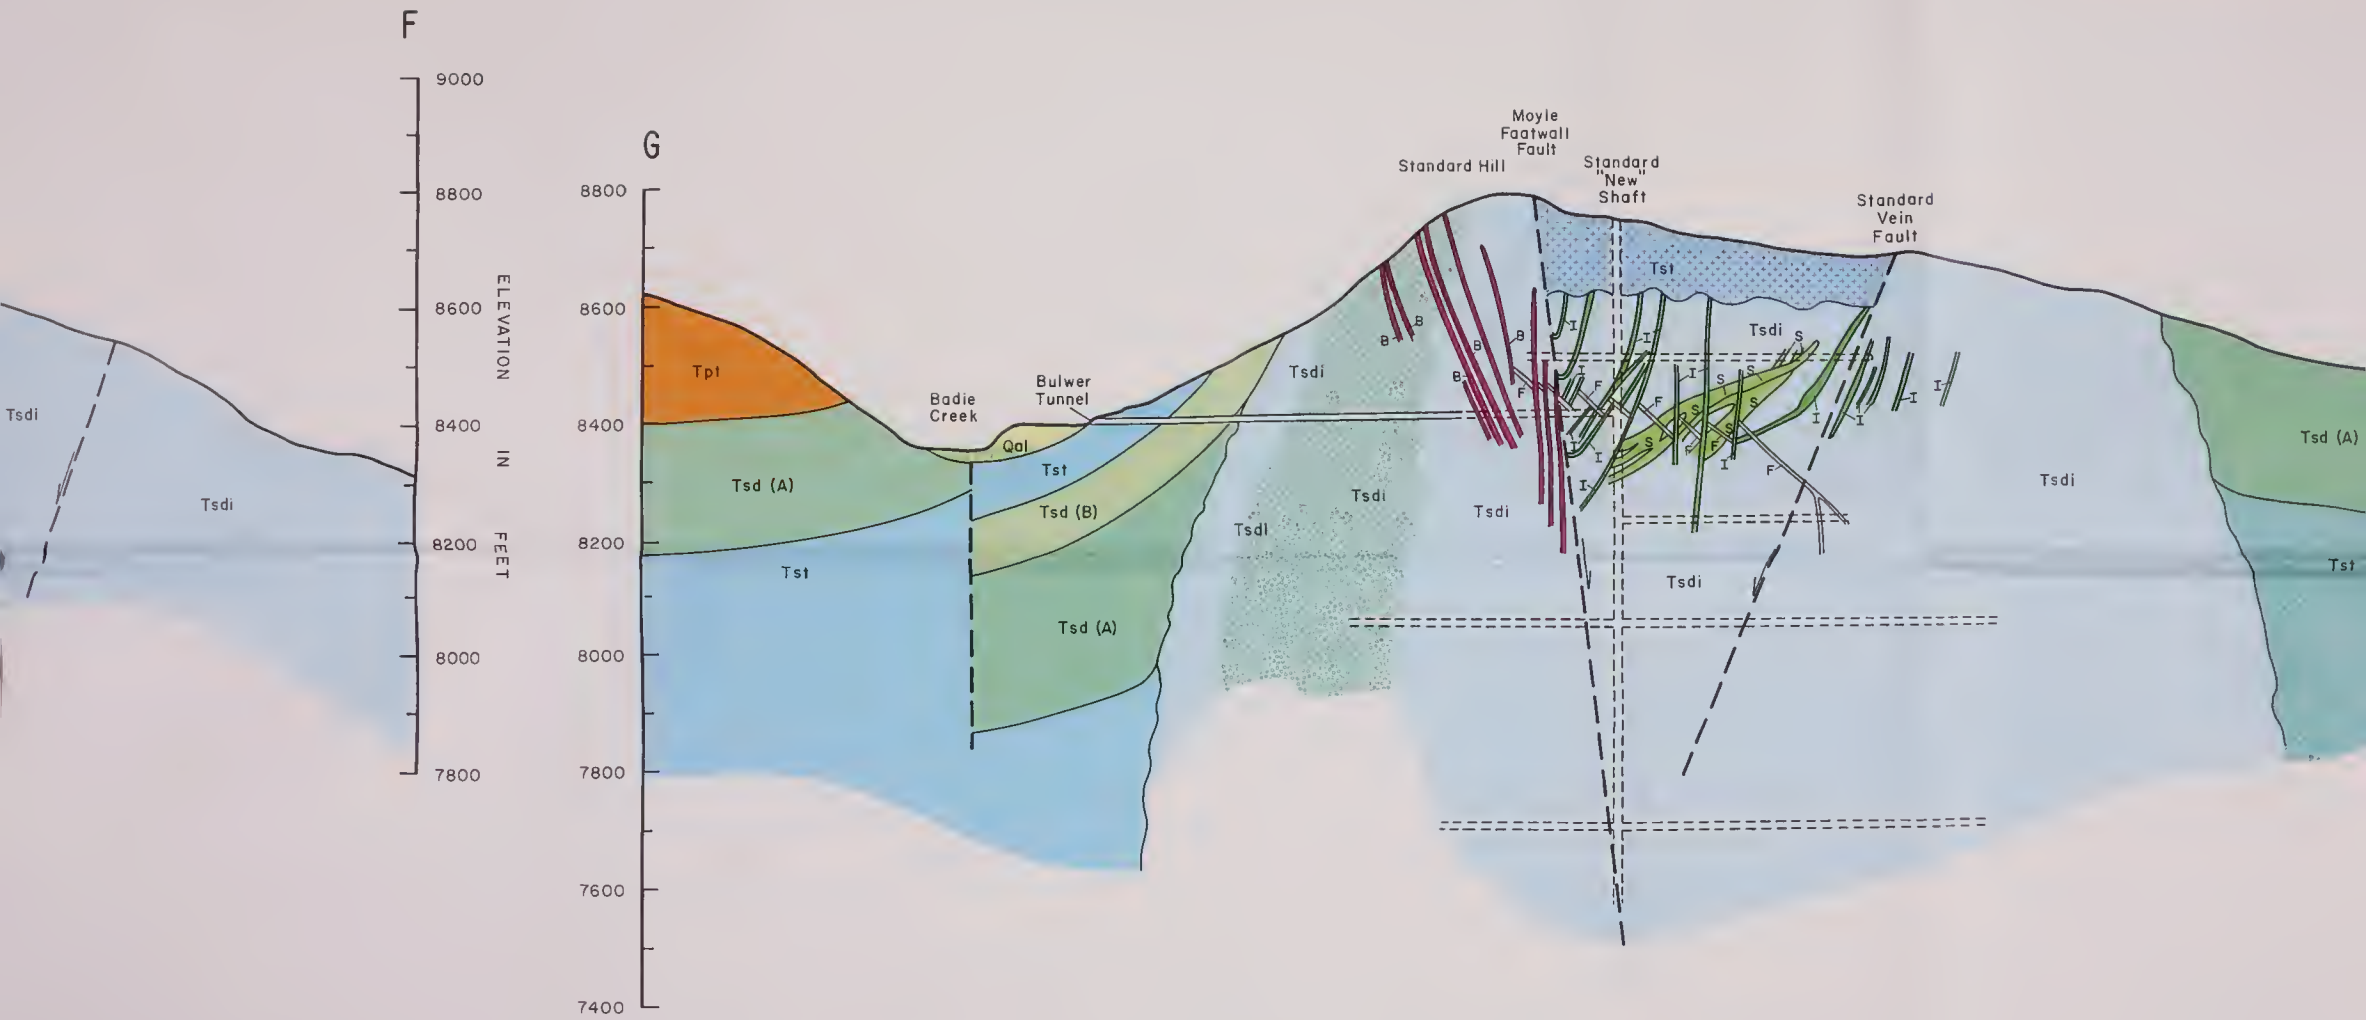 F
9000
8800
8600
8400
8200
8000
7800
ELEVATION IN FEET
Tsdi
Tsdi
G
8800
8600
8400
8200
8000
7800
7600
7400
Tpt
Tsd (A)
Tst
Badie
Creek
Qal
Bulwer
Tunnel
Tst
Tsd (B)
Tsd (A)
Tsdi
Tsdi
Tsdi
Standard Hill
Moyle
Faatwall
Fault
Standard
"New"
Shaft
Standard
Vein
Fault
Tst
Tsdi
Tsdi
Tsdi
Tsdi
Tsd (A)
Tst
B
B
B
B
B
F
F
F
F
F
F
I
I
I
I
I
I
I
I
I
I
I
I
S
S
S
S
S
S
S